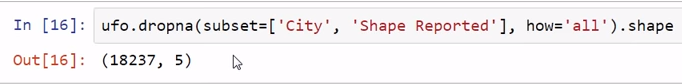 In [16]: ufo.dropna(subset=['City', 'Shape Reported'], how='all').shape
Out[16]: (18237, 5)